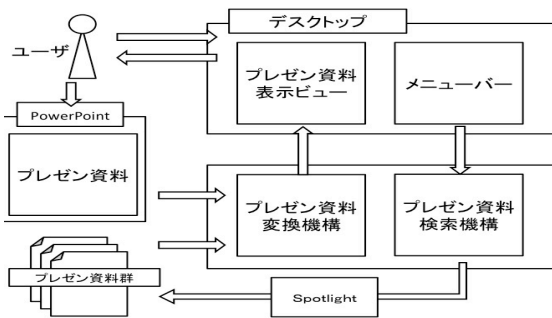 デスクトップ
ユーザ
プレゼン資料
表示ビュー
メニューバー
PowerPoint
プレゼン資料
プレゼン資料
変換機構
プレゼン資料
検索機構
プレゼン資料群
Spotlight